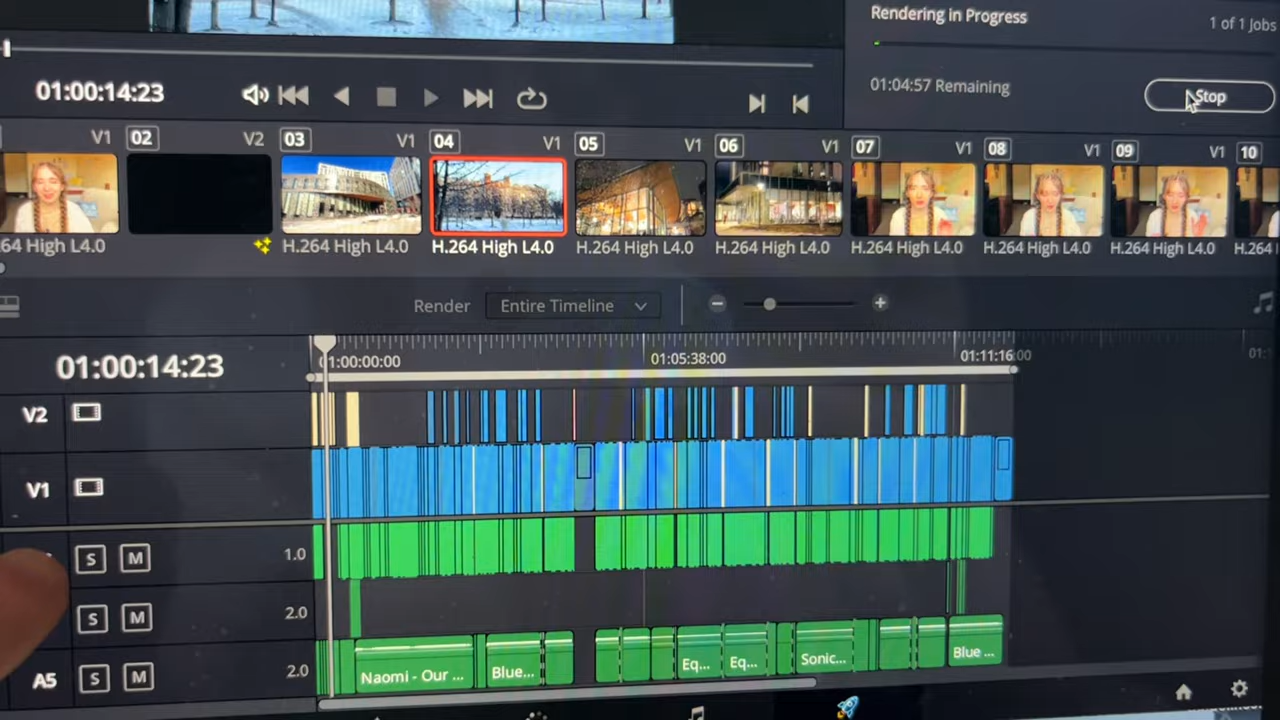 Rendering in Progress
1 of 1 Jobs
01:00:14:23
01:04:57 Remaining
Stop
V1 02 V2 03 V1 04 V1 05 V1 06 V1 07 V1 08 V1 09 V1 10
64 High L4.0
H.264 High L4.0
H.264 High L4.0
H.264 High L4.0
H.264 High L4.0
H.264 High L4.0
H.264 High L4.0
H.264 High L4.0
H.264
Render Entire Timeline
01:00:14:23
01:00:00:00 01:05:38:00 01:11:16:00 01:1
V2
V1
S M 1.0
S M 2.0
A5 S M 2.0
Naomi - Our ... Blue... Eq... Eq... Sonic... Blue ...